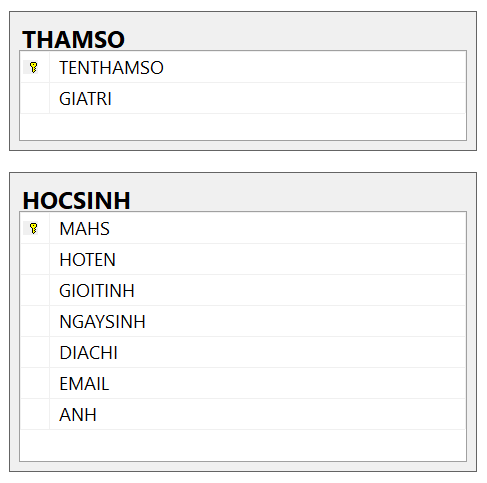 THAMSO
TENTHAMSO
GIATRI
HOCSINH
MAHS
HOTEN
GIOITINH
NGAYSINH
DIACHI
EMAIL
ANH